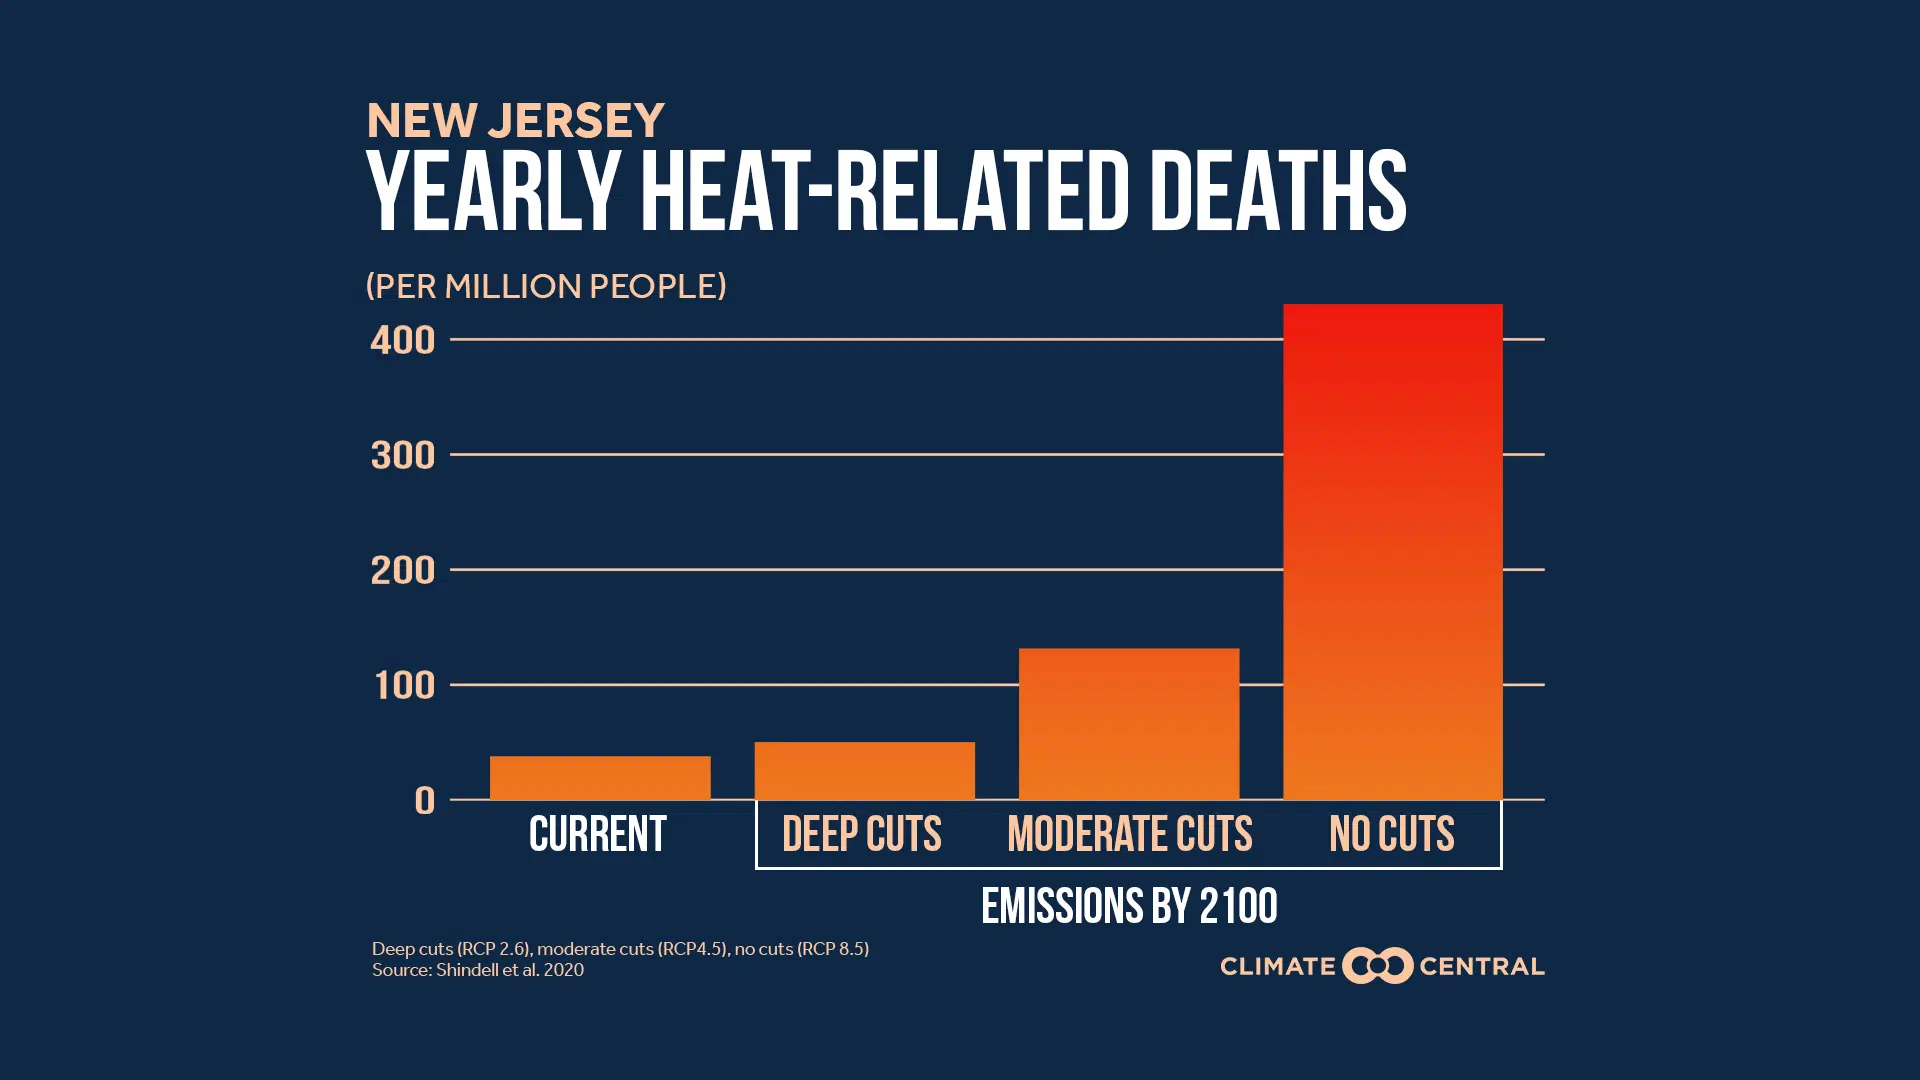 NEW JERSEY
YEARLY HEAT-RELATED DEATHS
(PER MILLION PEOPLE)
400
300
200
100
0
CURRENT
DEEP CUTS
MODERATE CUTS
NO CUTS
EMISSIONS BY 2100
Deep cuts (RCP 2.6), moderate cuts (RCP4.5), no cuts (RCP 8.5)
Source: Shindell et al. 2020
CLIMATE CENTRAL